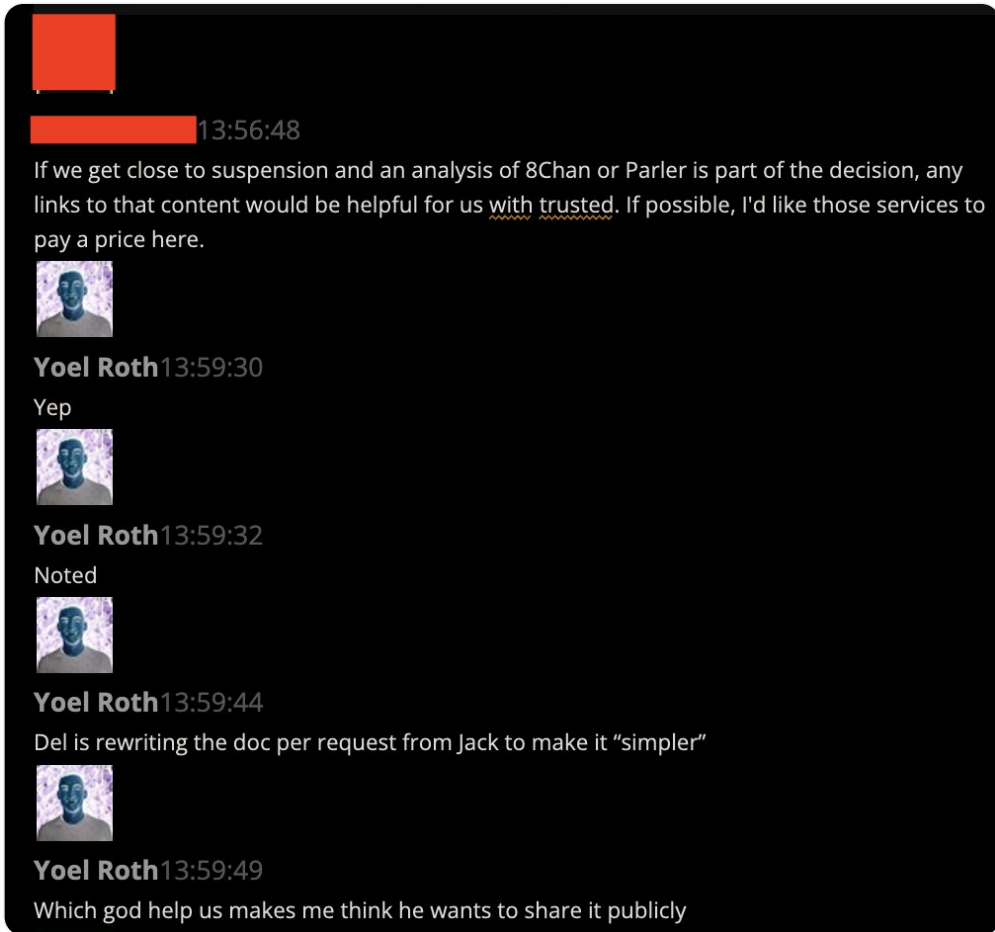 13:56:48
If we get close to suspension and an analysis of 8Chan or Parler is part of the decision, any
links to that content would be helpful for us with trusted. If possible, I'd like those services to
pay a price here.
Yoel Roth13:59:30
Yep
Yoel Roth13:59:32
Noted
Yoel Roth13:59:44
Del is rewriting the doc per request from Jack to make it “simpler”
Yoel Roth13:59:49
Which god help us makes me think he wants to share it publicly